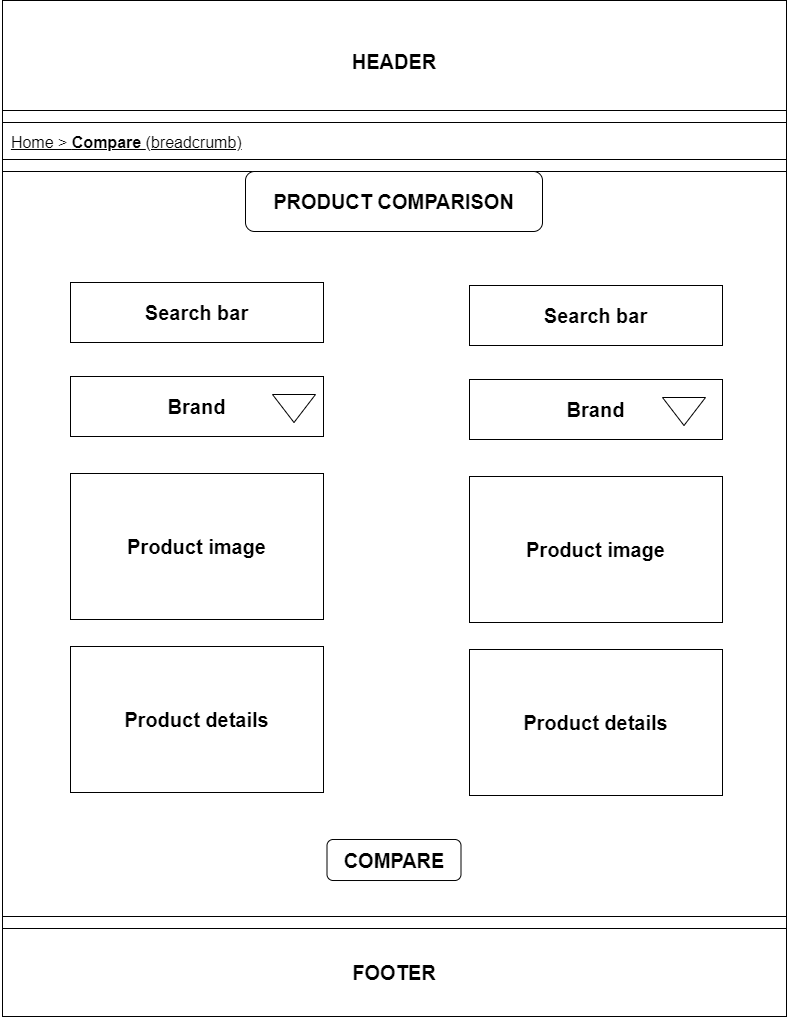 HEADER
Home > Compare (breadcrumb)
PRODUCT COMPARISON
Search bar
Search bar
Brand
Brand
Product image
Product image
Product details
Product details
COMPARE
FOOTER